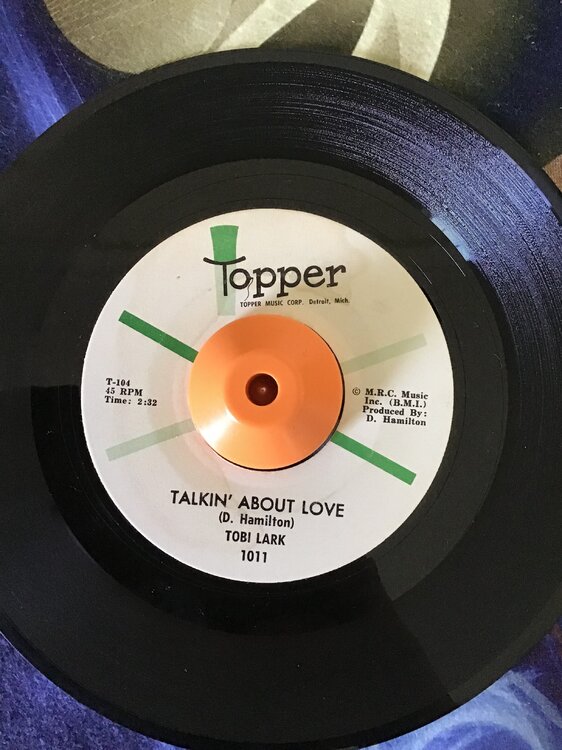 Topper
TOPPER MUSIC CORP. Detroit, Mich.
T-104
45 RPM
Time: 2:32
© M.R.C. Music
Inc. (B.M.I.)
Produced By:
D. Hamilton
TALKIN' ABOUT LOVE
(D. Hamilton)
TOBI LARK
1011